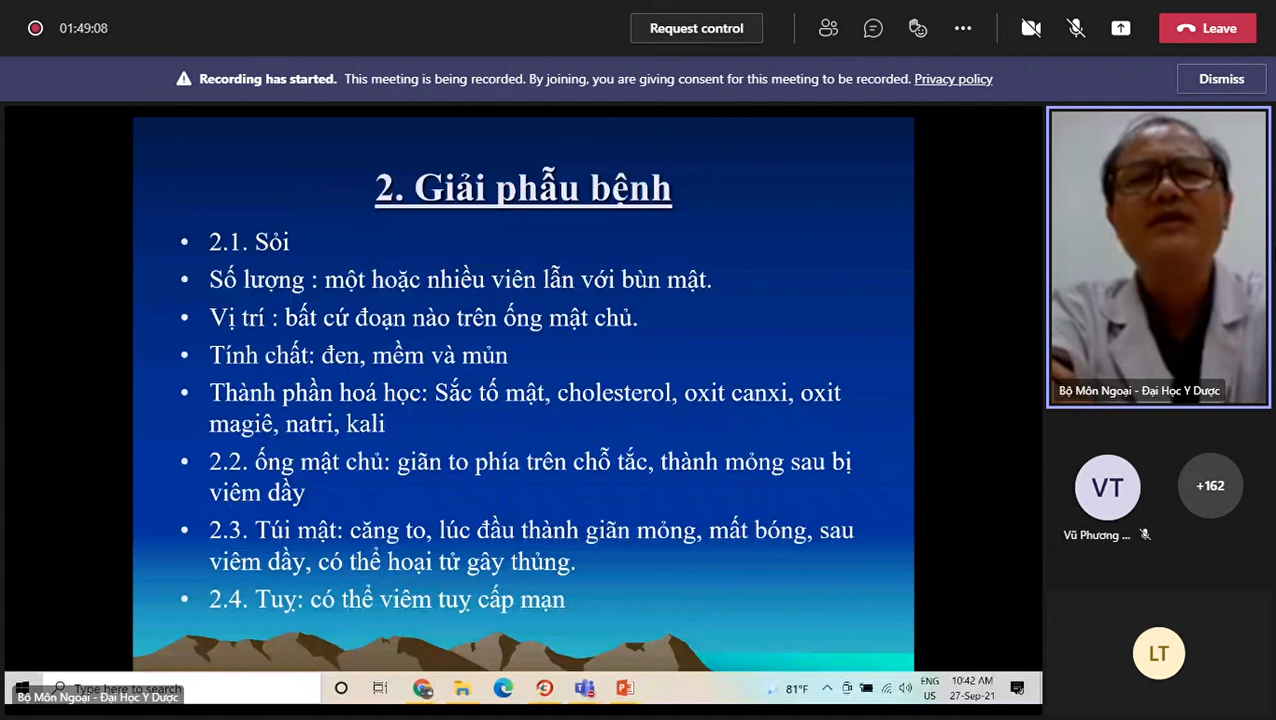 01:49:08
Request control
Leave
Recording has started. This meeting is being recorded. By joining, you are giving consent for this meeting to be recorded. Privacy policy
Dismiss
2. Giải phẫu bệnh
• 2.1. Sỏi
• Số lượng : một hoặc nhiều viên lẫn với bùn mật.
• Vị trí : bất cứ đoạn nào trên ống mật chủ.
• Tính chất: đen, mềm và mủn
• Thành phần hoá học: Sắc tố mật, cholesterol, oxit canxi, oxit
magiê, natri, kali
• 2.2. ống mật chủ: giãn to phía trên chỗ tắc, thành mỏng sau bị
viêm dầy
• 2.3. Túi mật: căng to, lúc đầu thành giãn mỏng, mất bóng, sau
viêm dầy, có thể hoại tử gây thủng.
• 2.4. Tuỵ: có thể viêm tuỵ cấp mạn
Bộ Môn Ngoại - Đại Học Y Dược
VT
+162
Vũ Phương ...
LT
Type here to search
Bộ Môn Ngoại - Đại Học Y Dược
81°F
ENG
US
10:42 AM
27-Sep-21